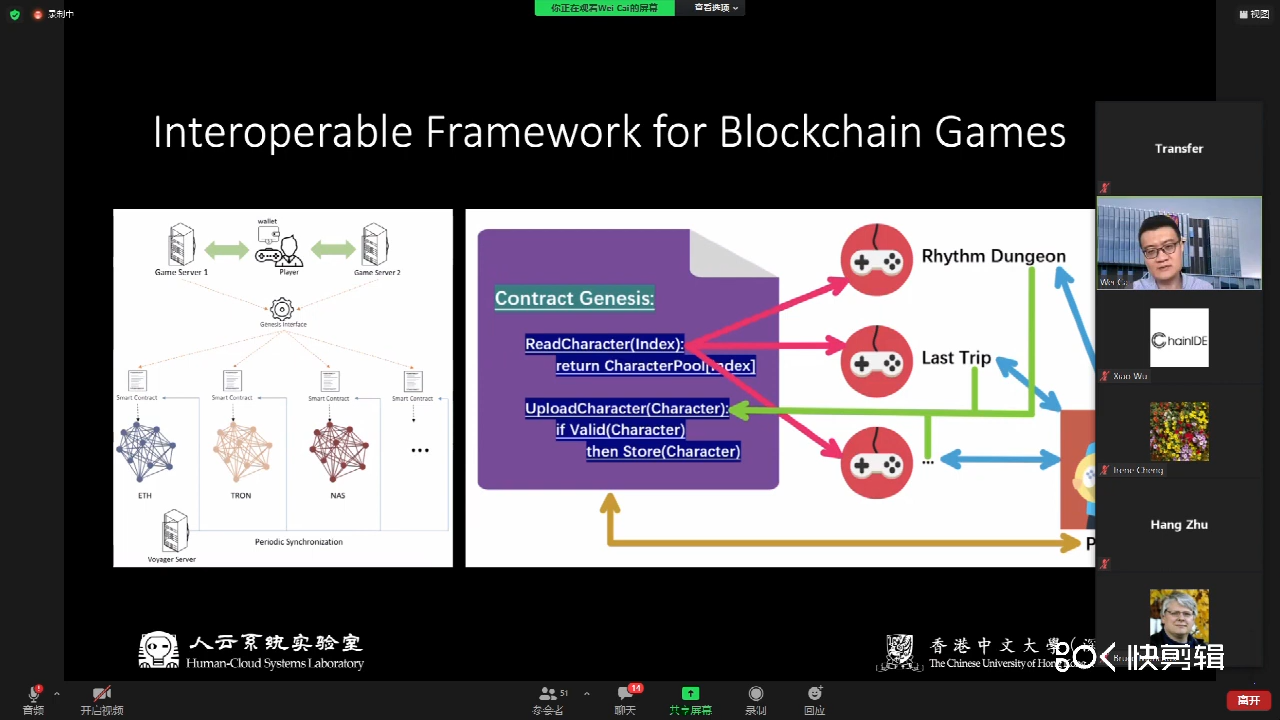 录制中
你正在观看Wei Cai的屏幕
查看选项
视图
Interoperable Framework for Blockchain Games
wallet
Game Server 1
Player
Game Server 2
Genesis Interface
Smart Contract
Smart Contract
Smart Contract
Smart Contract
...
ETH
TRON
NAS
Periodic Synchronization
Voyager Server
Contract Genesis:
ReadCharacter(Index):
return CharacterPool[Index]
UploadCharacter(Character):
if Valid(Character)
then Store(Character)
Rhythm Dungeon
Last Trip
...
P
Transfer
Wei Ca
ChainIDE
Xiao Wu
Irene Cheng
Hang Zhu
人云系统实验室
Human-Cloud Systems Laboratory
香港中文大學
The Chinese University of Hong
快剪辑
音频
开启视频
51
参会者
14
聊天
共享屏幕
录制
回应
离开